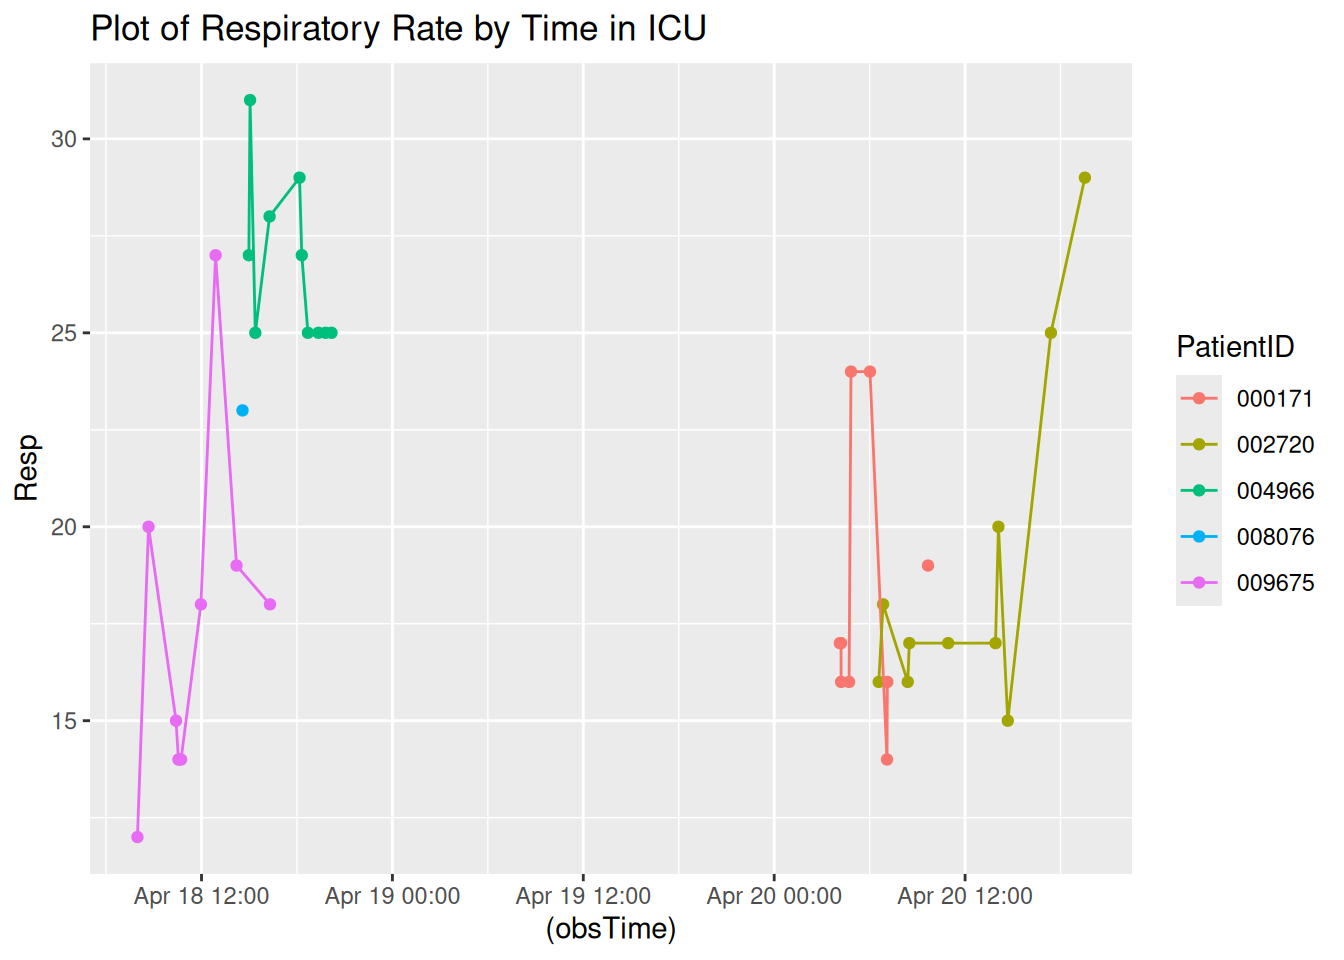 Plot of Respiratory Rate by Time in ICU
Resp
30
25
20
15
Apr 18 12:00
Apr 19 00:00
Apr 19 12:00
Apr 20 00:00
Apr 20 12:00
(obsTime)
PatientID
000171
002720
004966
008076
009675